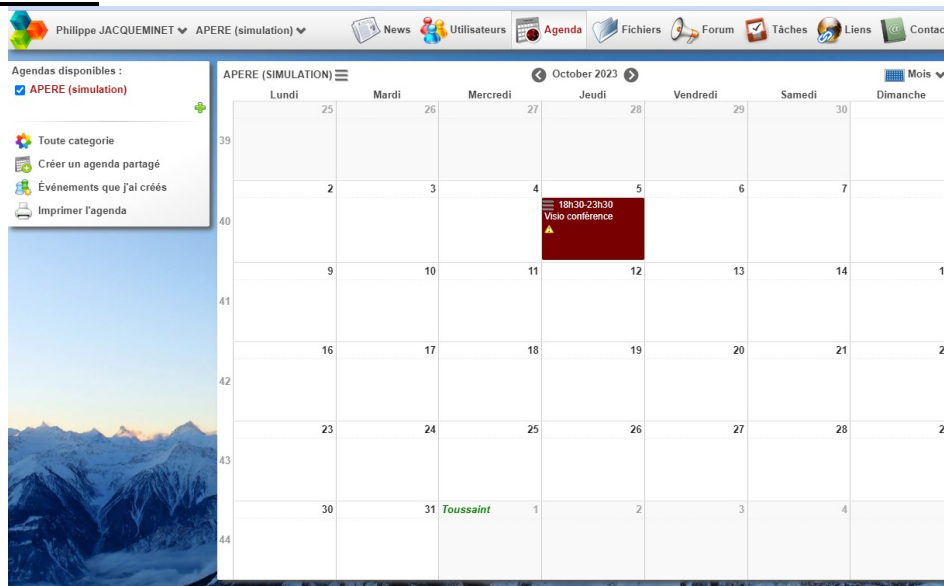 Philippe JACQUEMINET APERE (simulation) News Utilisateurs Agenda Fichiers Forum Tâches Liens Contac
Agendas disponibles :
APERE (simulation)
Toute categorie
Créer un agenda partagé
Événements que j'ai créés
Imprimer l'agenda
APERE (SIMULATION) October 2023 Mois
Lundi Mardi Mercredi Jeudi Vendredi Samedi Dimanche
25 26 27 28 29 30
39
2 3 4 5 6 7
18h30-23h30
Visio conférence
40
9 10 11 12 13 14 1
41
16 17 18 19 20 21 2
42
23 24 25 26 27 28 2
43
30 31 Toussaint 1 2 3 4
44